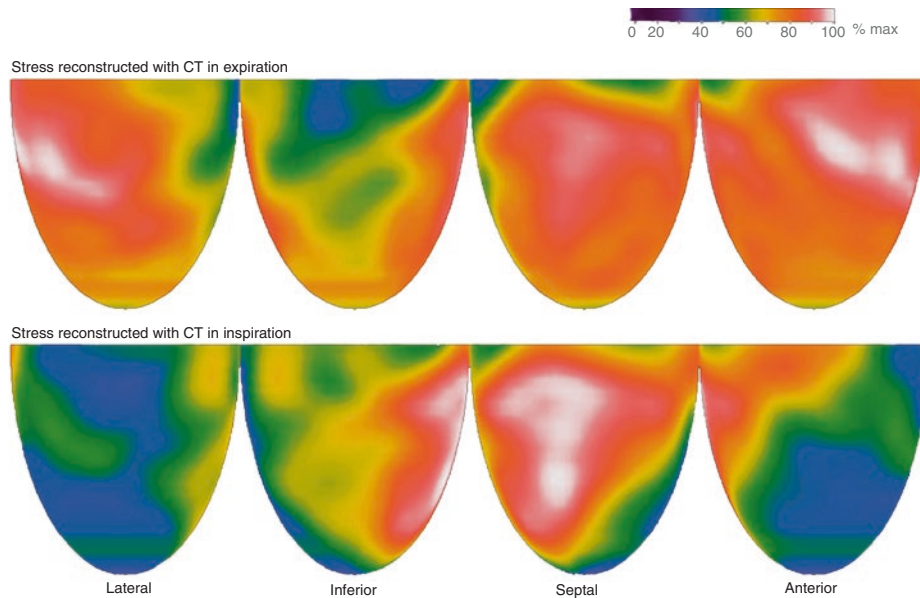 0 20 40 60 80 100 % max
Stress reconstructed with CT in expiration
Stress reconstructed with CT in inspiration
Lateral Inferior Septal Anterior